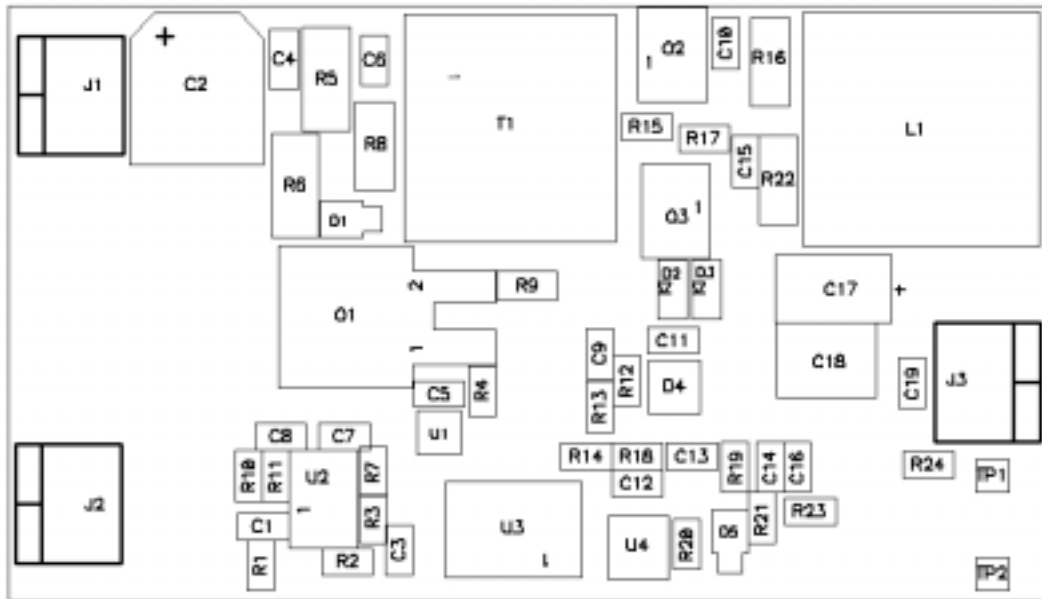 J1
+
C2
C4
R5
C6
R8
R6
D1
T1
Q2
1
C10
R16
R15
R17
C15
R22
L1
Q3
1
D2
D3
Q1
2
1
R9
C5
R4
U1
C9
R12
R13
C11
D4
C17
+
C18
C19
J3
R24
TP1
TP2
J2
C8
C7
R10
R11
U2
1
R7
R3
C1
R1
R2
C3
U3
1
R14
R18
C13
C12
U4
R20
R19
C14
C16
R21
R23
D5